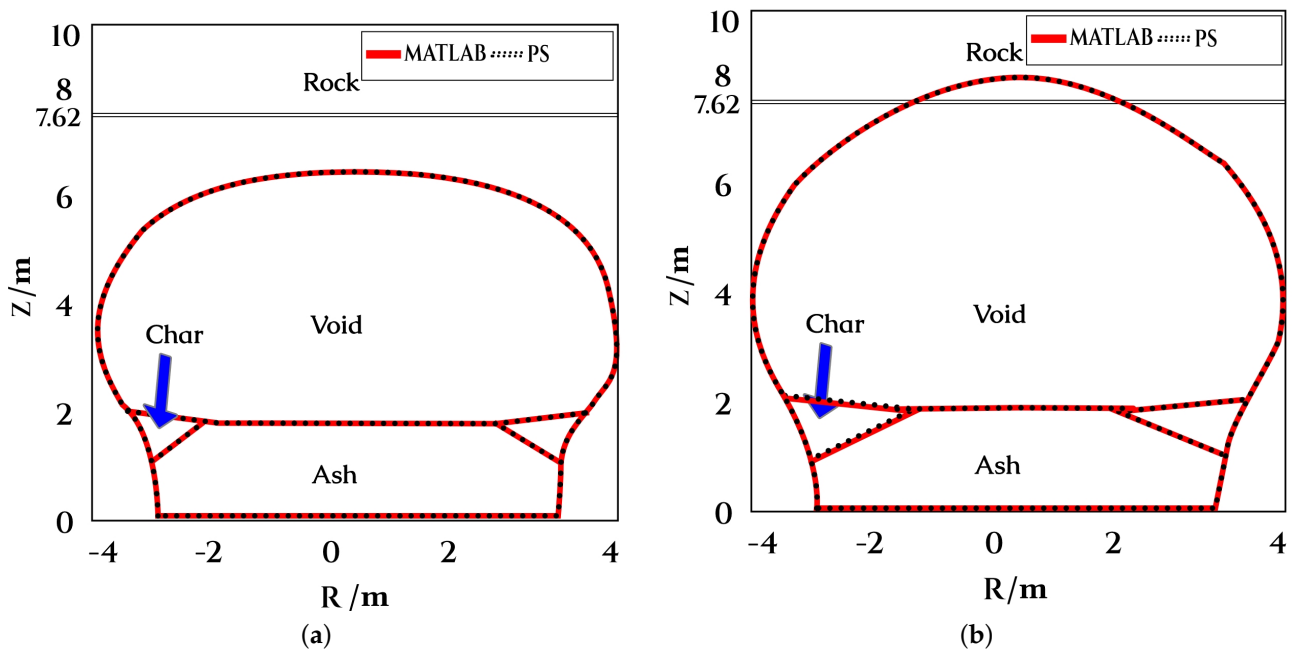 10
MATLAB PS
Rock
8
7.62
6
4
Void
Char
2
Ash
0
-4 -2 0 2 4
Z/m
R/m
(a)
10
MATLAB PS
Rock
8
7.62
6
4
Void
Char
2
Ash
0
-4 -2 0 2 4
Z/m
R/m
(b)